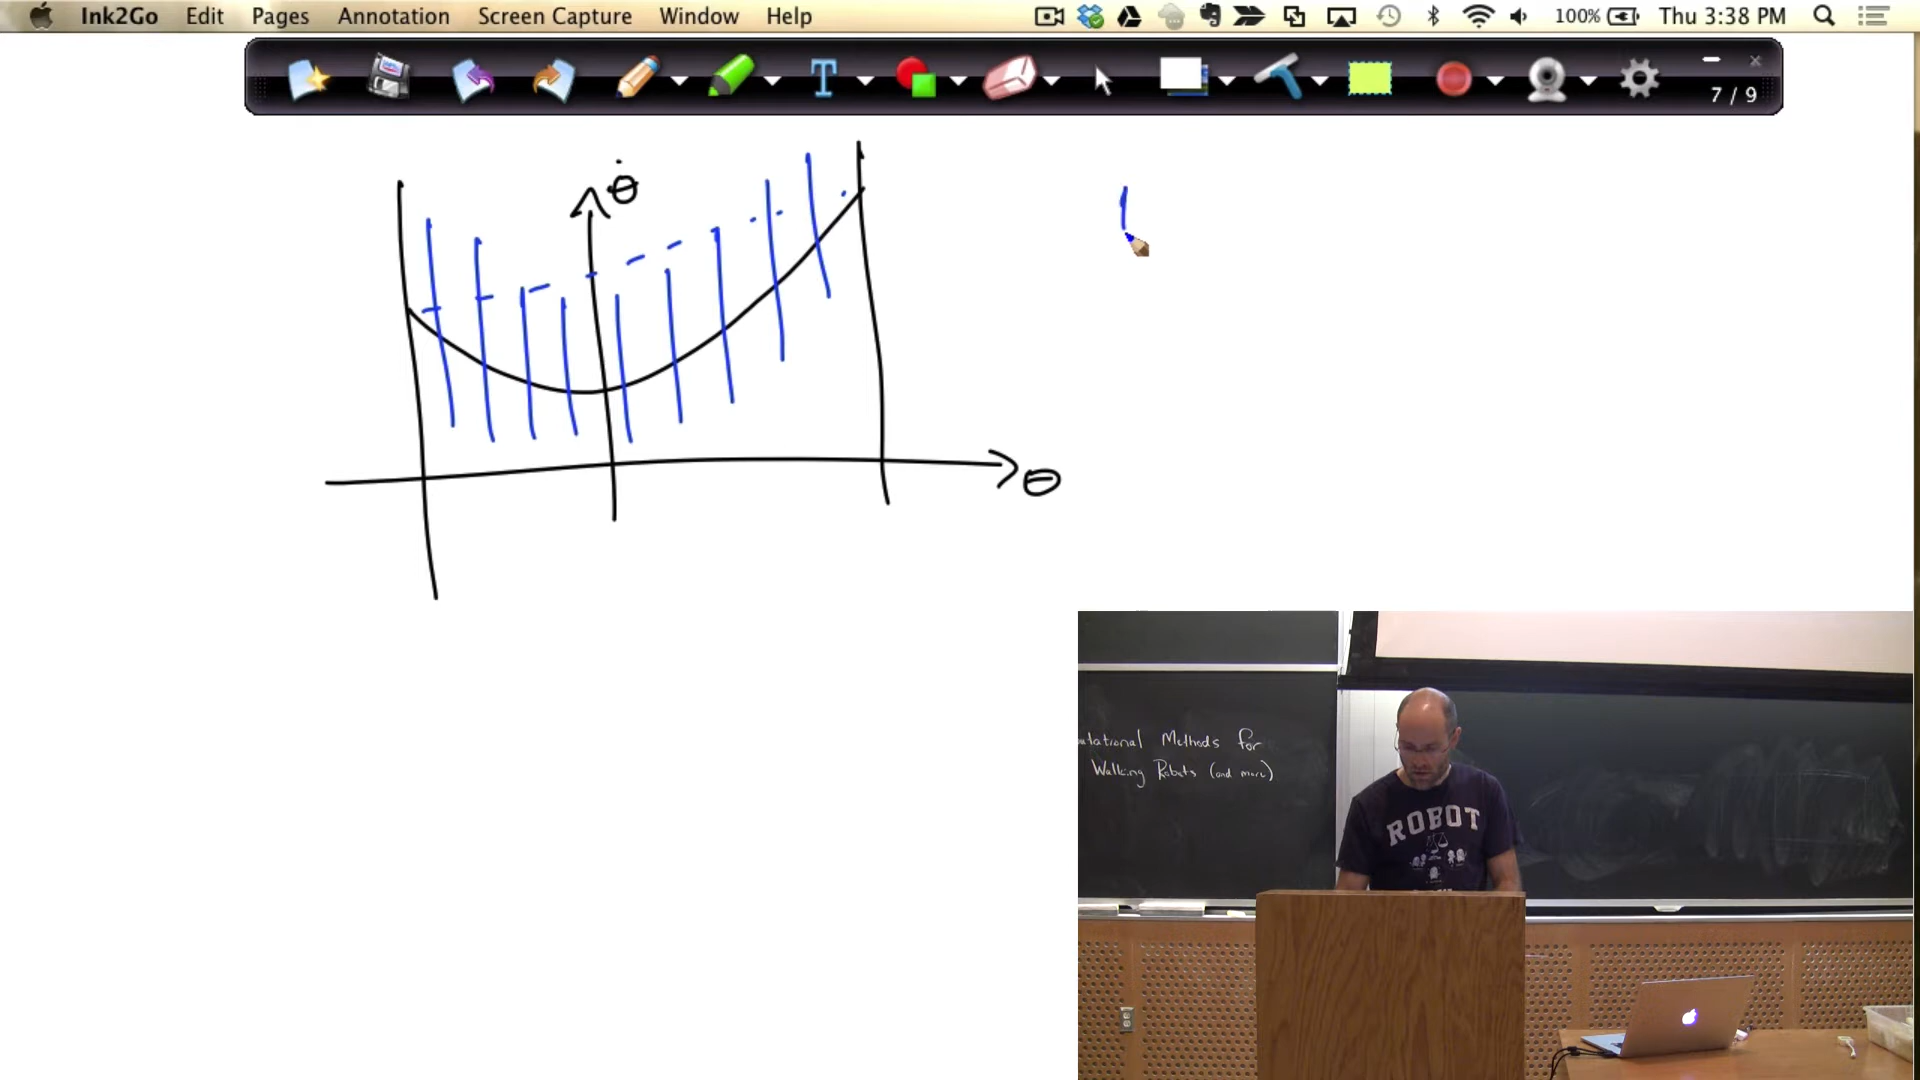 Ink2Go Edit Pages Annotation Screen Capture Window Help 100% Thu 3:38 PM
T
7 / 9
θ̇
θ
Methods for
Walking Robots (and more)
ROBOT